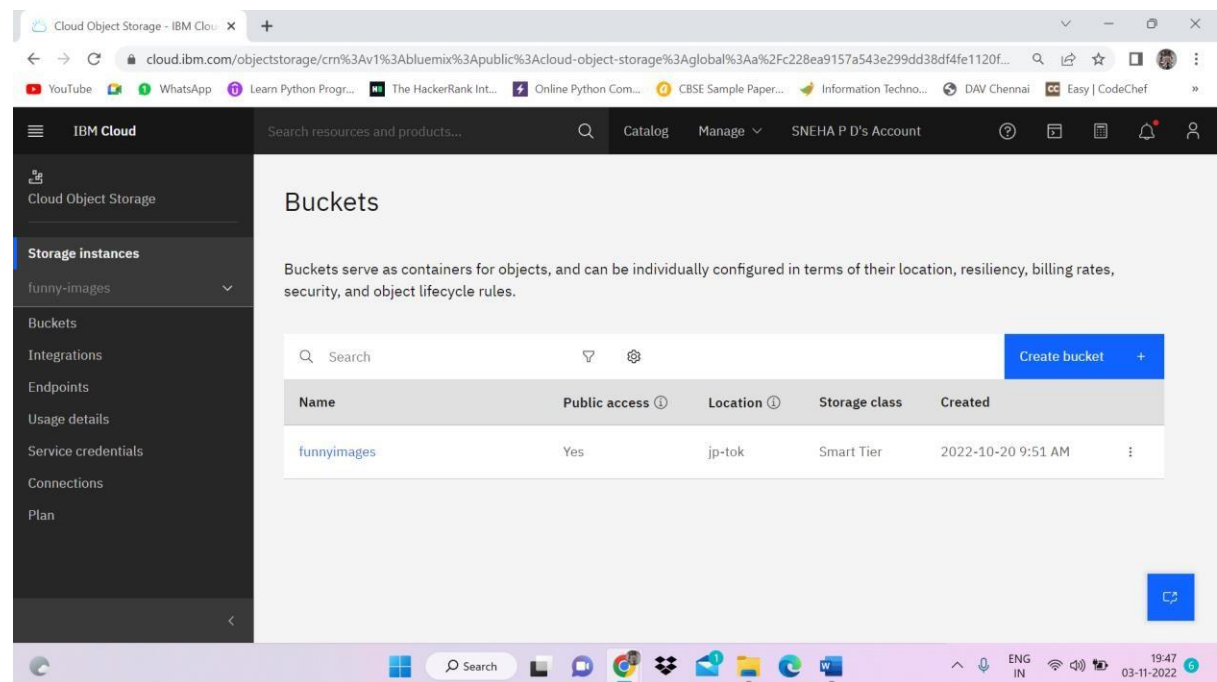 Cloud Object Storage - IBM Clou
cloud.ibm.com/objectstorage/crn%3Av1%3Abluemix%3Apublic%3Acloud-object-storage%3Aglobal%3Aa%2Fc228ea9157a543e299dd38df4fe1120f...
YouTube WhatsApp Learn Python Progr... The HackerRank Int... Online Python Com... CBSE Sample Paper... Information Techno... DAV Chennai Easy | CodeChef »
IBM Cloud Search resources and products... Catalog Manage SNEHA P D's Account
Cloud Object Storage
Storage instances
funny-images
Buckets
Integrations
Endpoints
Usage details
Service credentials
Connections
Plan
Buckets
Buckets serve as containers for objects, and can be individually configured in terms of their location, resiliency, billing rates,
security, and object lifecycle rules.
Search Create bucket +
Name Public access Location Storage class Created
funnyimages Yes jp-tok Smart Tier 2022-10-20 9:51 AM
Search
ENG
IN
19:47
03-11-2022
6